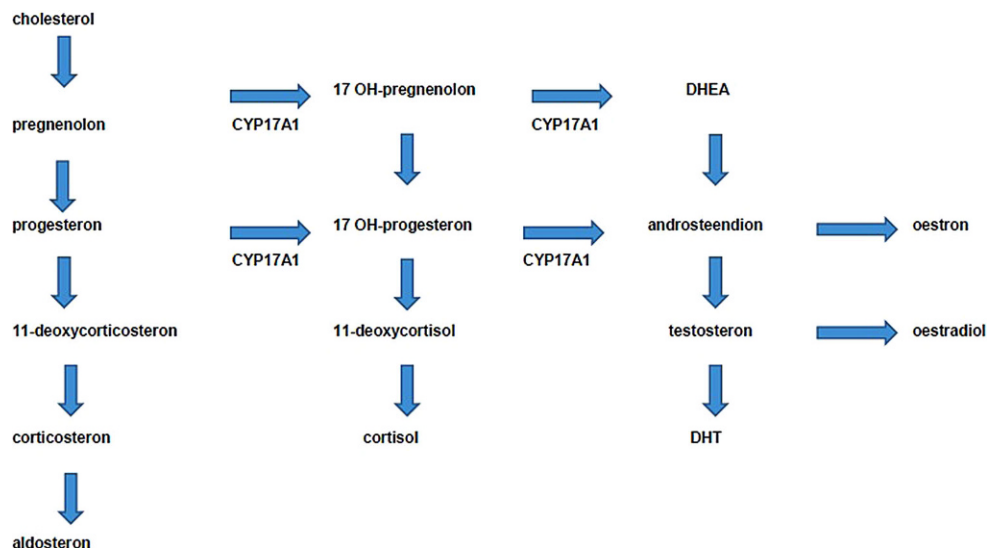 cholesterol
17 OH-pregnenolon
DHEA
pregnenolon
CYP17A1
CYP17A1
progesteron
17 OH-progesteron
androsteendion
oestron
CYP17A1
CYP17A1
11-deoxycorticosteron
11-deoxycortisol
testosteron
oestradiol
corticosteron
cortisol
DHT
aldosteron